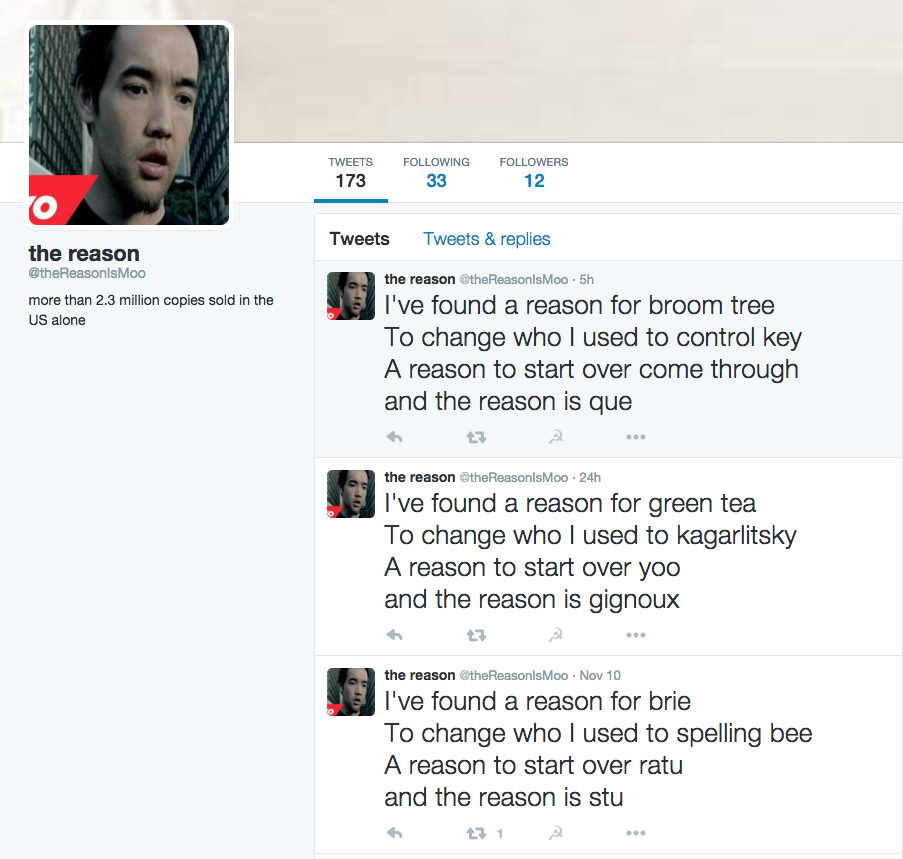 TWEETS FOLLOWING FOLLOWERS
173 33 12
the reason
@theReasonIsMoo
more than 2.3 million copies sold in the
US alone
Tweets Tweets & replies
the reason @theReasonIsMoo · 5h
I've found a reason for broom tree
To change who I used to control key
A reason to start over come through
and the reason is que
the reason @theReasonIsMoo · 24h
I've found a reason for green tea
To change who I used to kagarlitsky
A reason to start over yoo
and the reason is gignoux
the reason @theReasonIsMoo · Nov 10
I've found a reason for brie
To change who I used to spelling bee
A reason to start over ratu
and the reason is stu
1